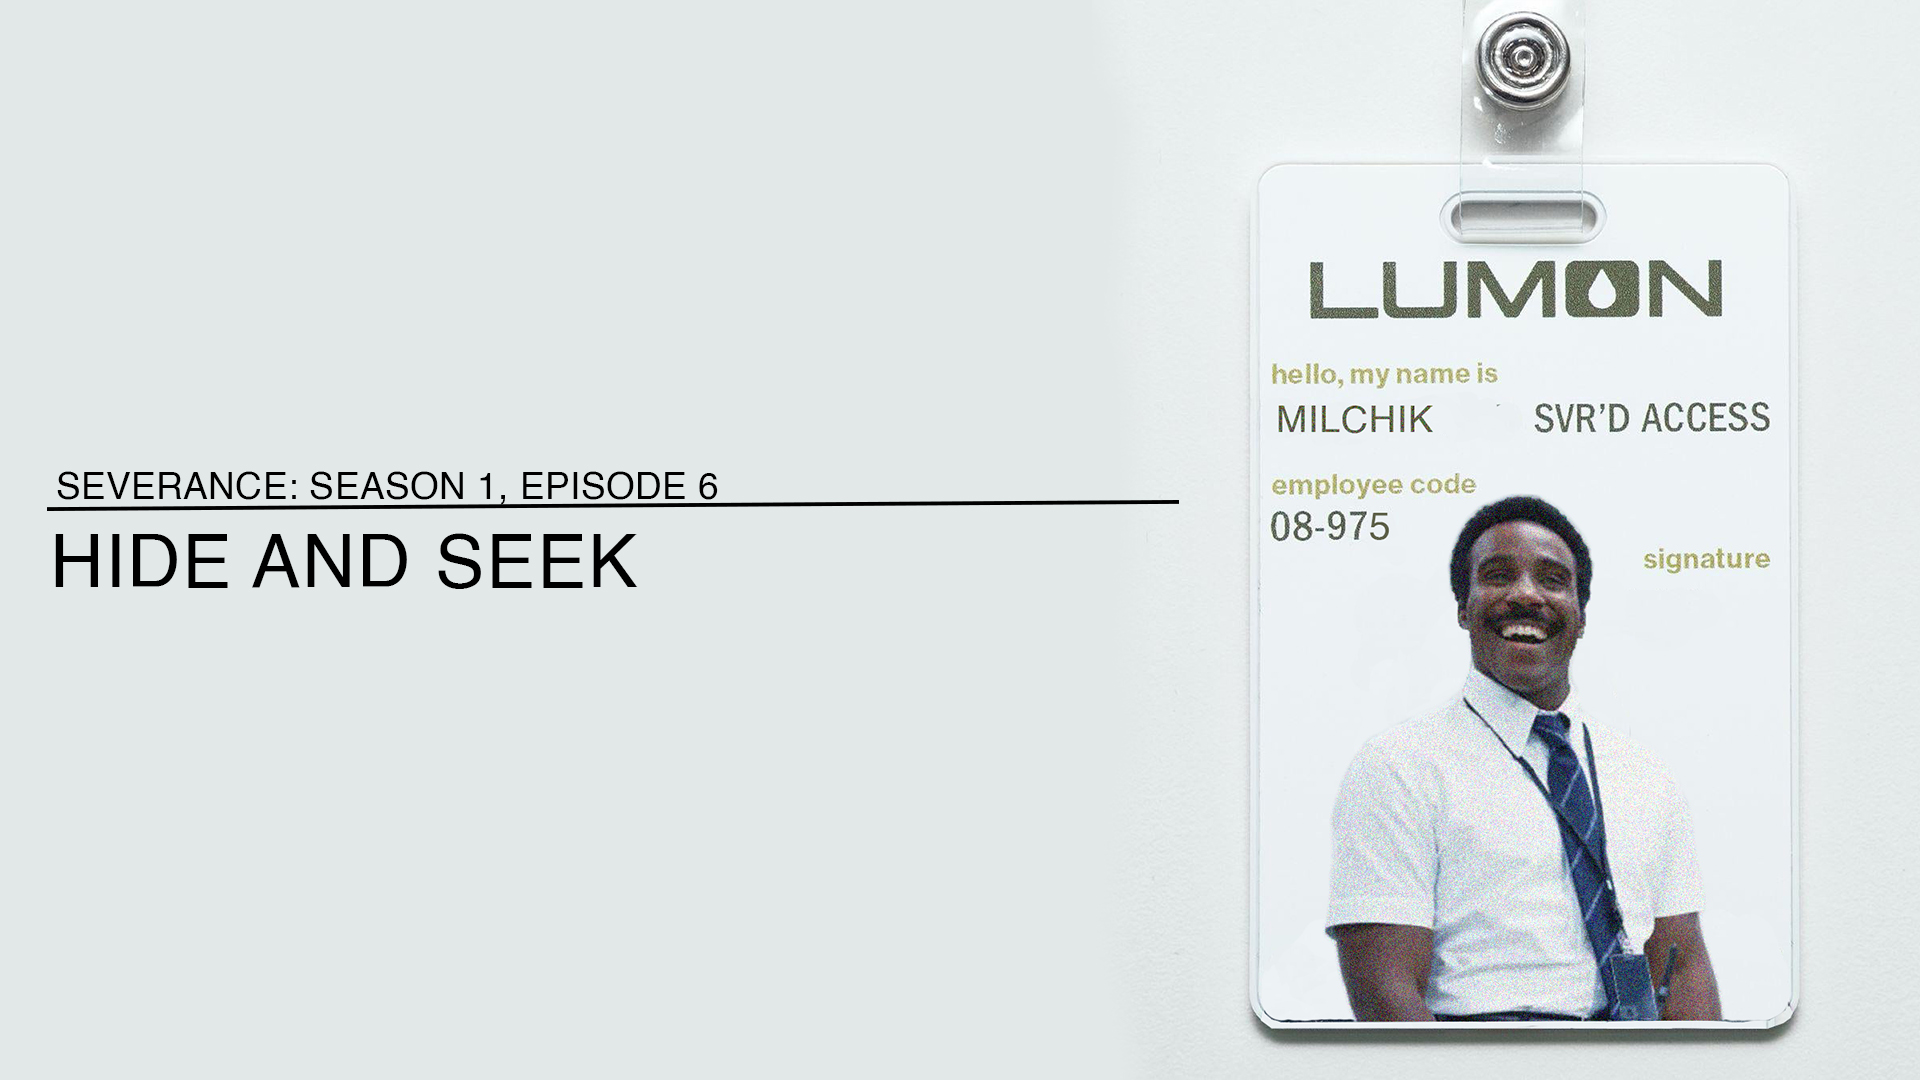 SEVERANCE: SEASON 1, EPISODE 6
HIDE AND SEEK
LUMON
hello, my name is
MILCHIK
SVR'D ACCESS
employee code
08-975
signature